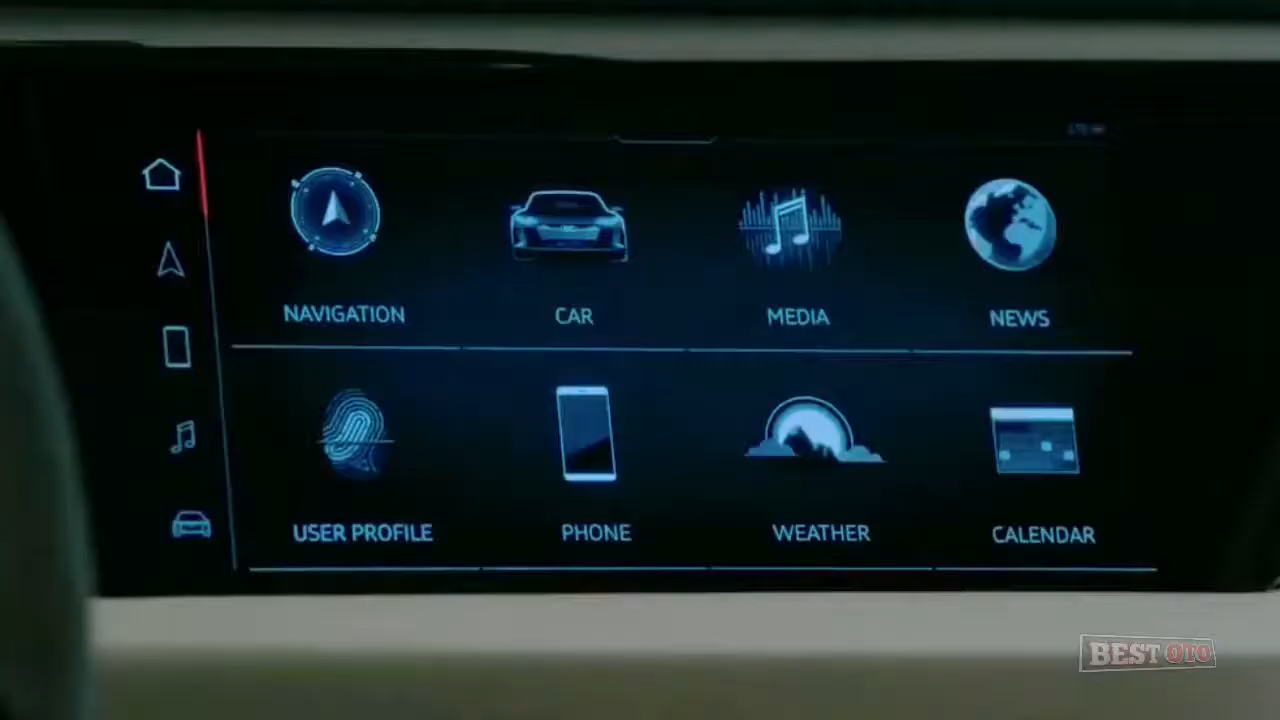 NAVIGATION CAR MEDIA NEWS
USER PROFILE PHONE WEATHER CALENDAR
BEST OTO